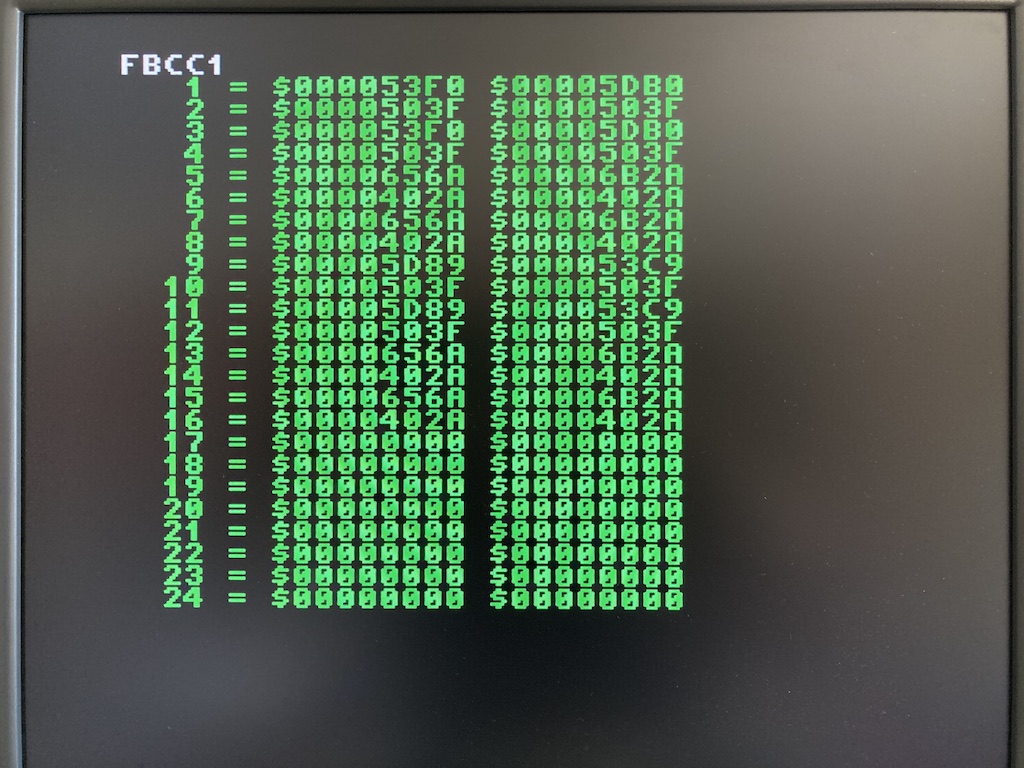 FBCC1
1 = $000053F0 $00005DB0
2 = $0000503F $0000503F
3 = $000053F0 $00005DB0
4 = $0000503F $0000503F
5 = $0000656A $00006B2A
6 = $0000402A $0000402A
7 = $0000656A $00006B2A
8 = $0000402A $0000402A
9 = $00005D89 $000053C9
10 = $0000503F $0000503F
11 = $00005D89 $000053C9
12 = $0000503F $0000503F
13 = $0000656A $00006B2A
14 = $0000402A $0000402A
15 = $0000656A $00006B2A
16 = $0000402A $0000402A
17 = $00000000 $00000000
18 = $00000000 $00000000
19 = $00000000 $00000000
20 = $00000000 $00000000
21 = $00000000 $00000000
22 = $00000000 $00000000
23 = $00000000 $00000000
24 = $00000000 $00000000